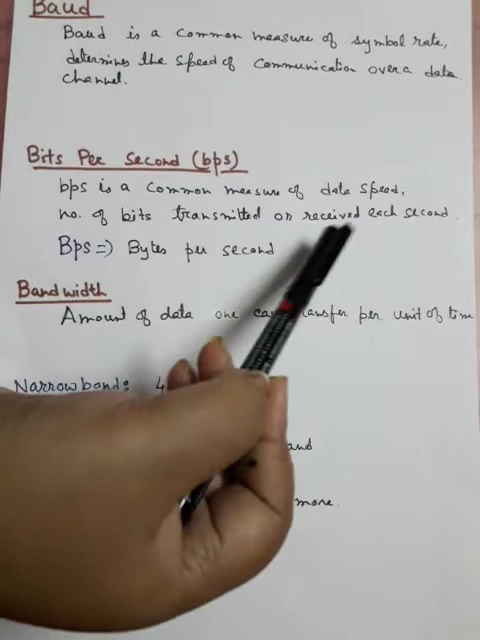 Baud
Baud is a common measure of symbol rate,
determines the speed of communication over a data
channel.
Bits Per Second (bps)
bps is a common measure of data speed,
no. of bits transmitted or received each second.
Bps => Bytes per second
Bandwidth
Amount of data one can transfer per unit of time
Narrowband:
and
more.